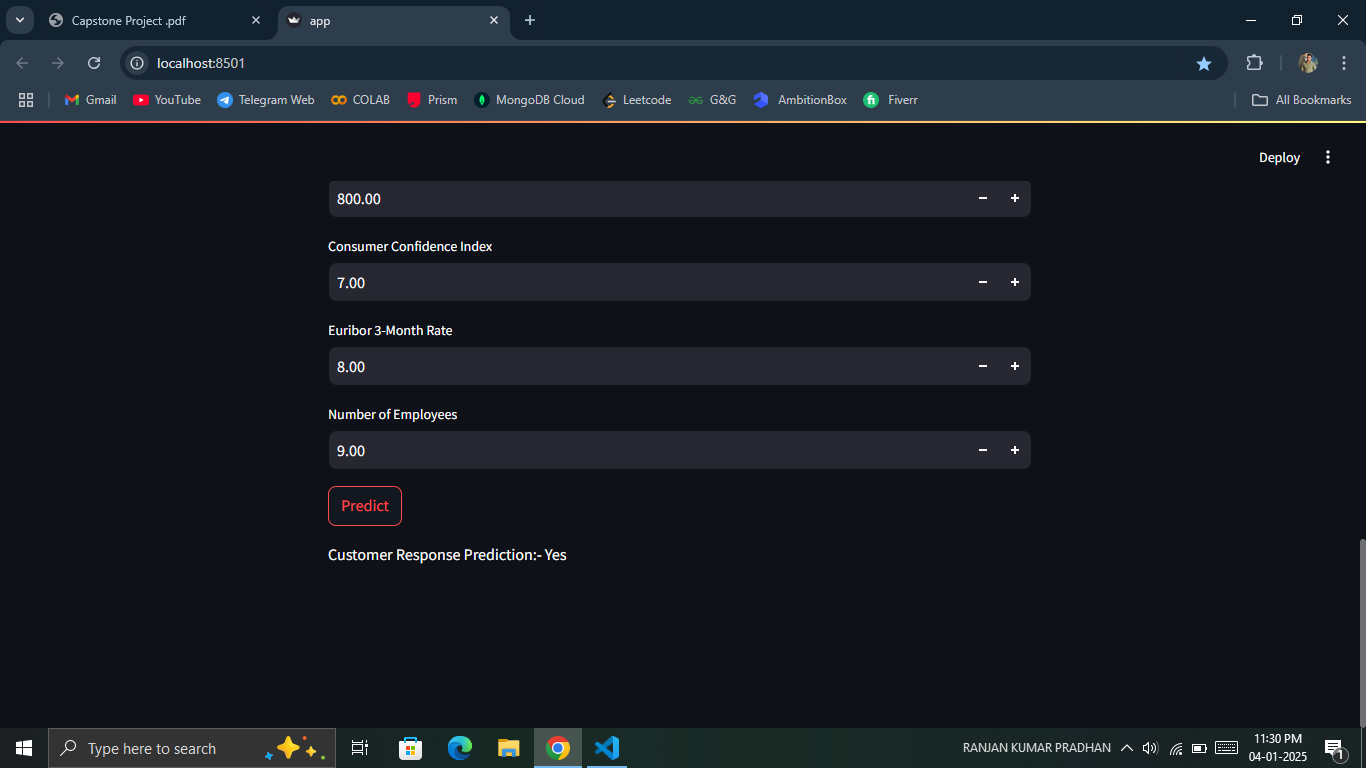 Capstone Project .pdf
app
localhost:8501
Gmail
YouTube
Telegram Web
COLAB
Prism
MongoDB Cloud
Leetcode
G&G
AmbitionBox
Fiverr
All Bookmarks
Deploy
800.00
Consumer Confidence Index
7.00
Euribor 3-Month Rate
8.00
Number of Employees
9.00
Predict
Customer Response Prediction:- Yes
Type here to search
RANJAN KUMAR PRADHAN
11:30 PM
04-01-2025
1